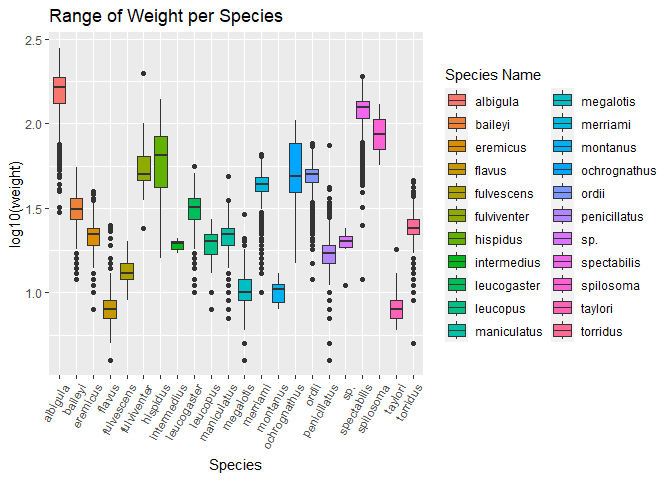 Range of Weight per Species
2.5
2.0
1.5
1.0
log10(weight)
albigula
baileyi
eremicus
flavus
fulvescens
fulviventer
hispidus
intermedius
leucogaster
leucopus
maniculatus
megalotis
merriami
montanus
ochrognathus
ordii
penicillatus
sp.
spectabilis
spilosoma
taylori
torridus
Species
Species Name
albigula
baileyi
eremicus
flavus
fulvescens
fulviventer
hispidus
intermedius
leucogaster
leucopus
maniculatus
megalotis
merriami
montanus
ochrognathus
ordii
penicillatus
sp.
spectabilis
spilosoma
taylori
torridus